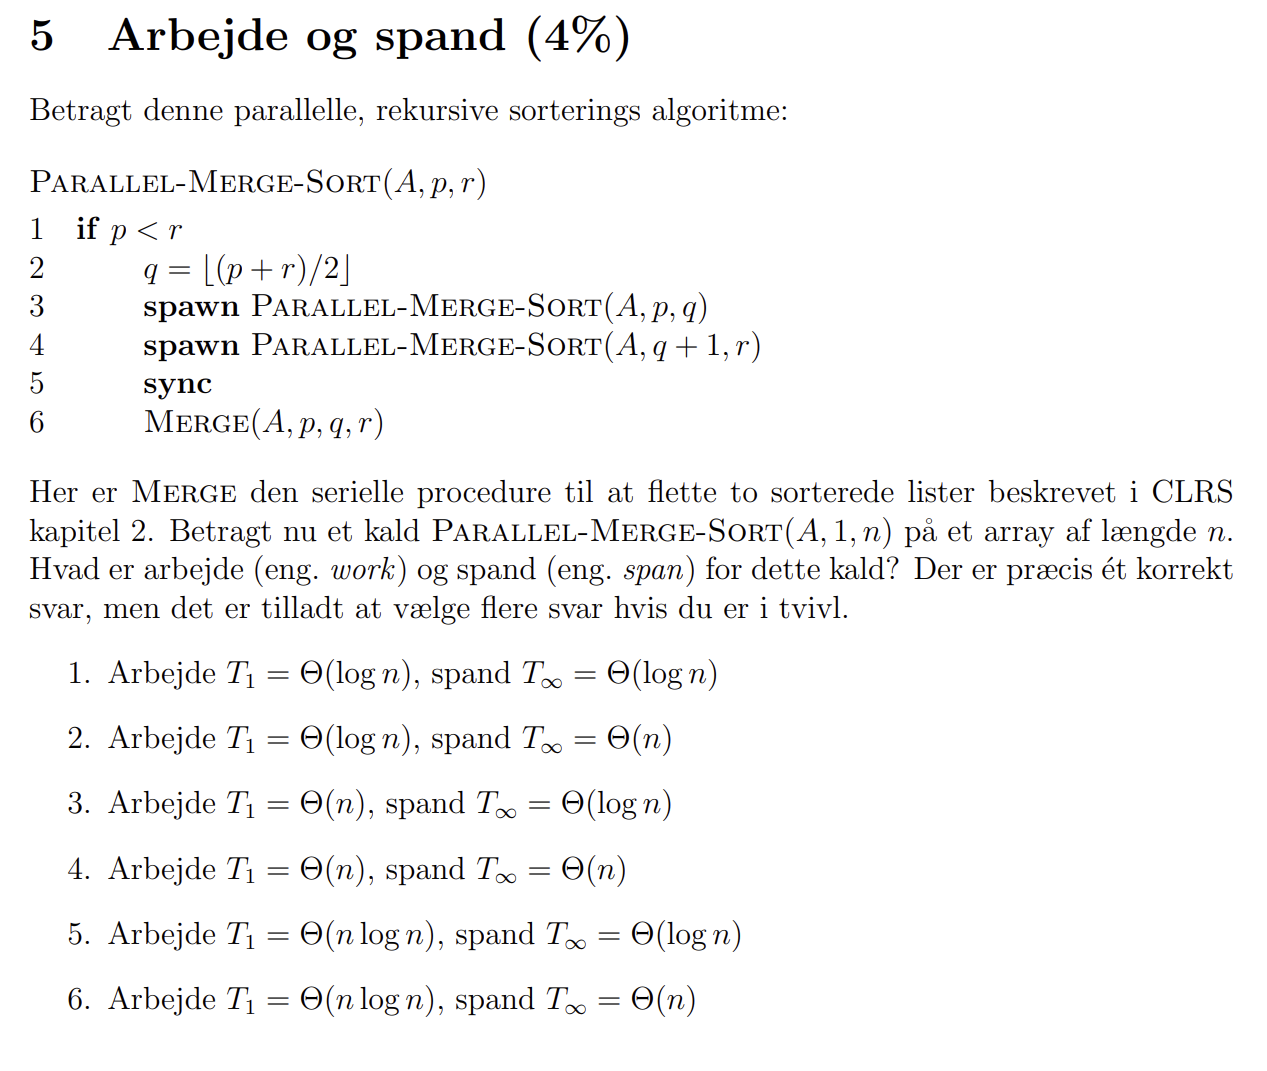 5 Arbejde og spand (4%)
Betragt denne parallelle, rekursive sorterings algoritme:
PARALLEL-MERGE-SORT(A, p, r)
1 if p < r
2 q = ⌊(p + r)/2⌋
3 spawn PARALLEL-MERGE-SORT(A, p, q)
4 spawn PARALLEL-MERGE-SORT(A, q + 1, r)
5 sync
6 MERGE(A, p, q, r)
Her er MERGE den serielle procedure til at flette to sorterede lister beskrevet i CLRS
kapitel 2. Betragt nu et kald PARALLEL-MERGE-SORT(A, 1, n) på et array af længde n.
Hvad er arbejde (eng. work) og spand (eng. span) for dette kald? Der er præcis ét korrekt
svar, men det er tilladt at vælge flere svar hvis du er i tvivl.
1. Arbejde T₁ = Θ(log n), spand T∞ = Θ(log n)
2. Arbejde T₁ = Θ(log n), spand T∞ = Θ(n)
3. Arbejde T₁ = Θ(n), spand T∞ = Θ(log n)
4. Arbejde T₁ = Θ(n), spand T∞ = Θ(n)
5. Arbejde T₁ = Θ(n log n), spand T∞ = Θ(log n)
6. Arbejde T₁ = Θ(n log n), spand T∞ = Θ(n)